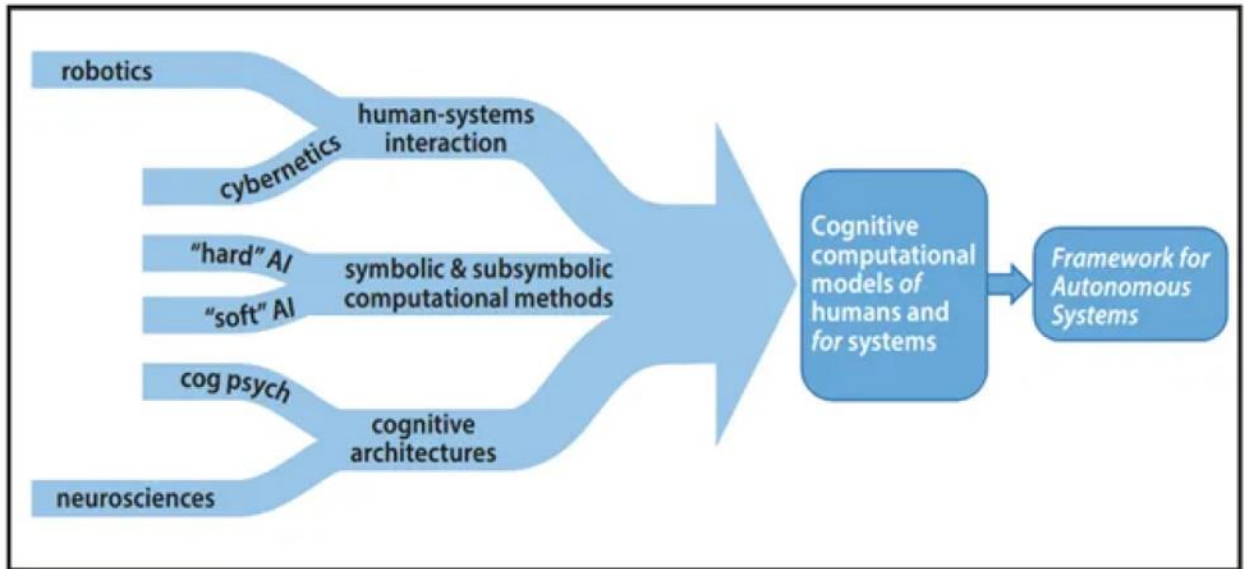 robotics
human-systems
interaction
cybernetics
"hard" AI
symbolic & subsymbolic
computational methods
"soft" AI
cog psych
cognitive
architectures
neurosciences
Cognitive
computational
models of
humans and
for systems
Framework for
Autonomous
Systems